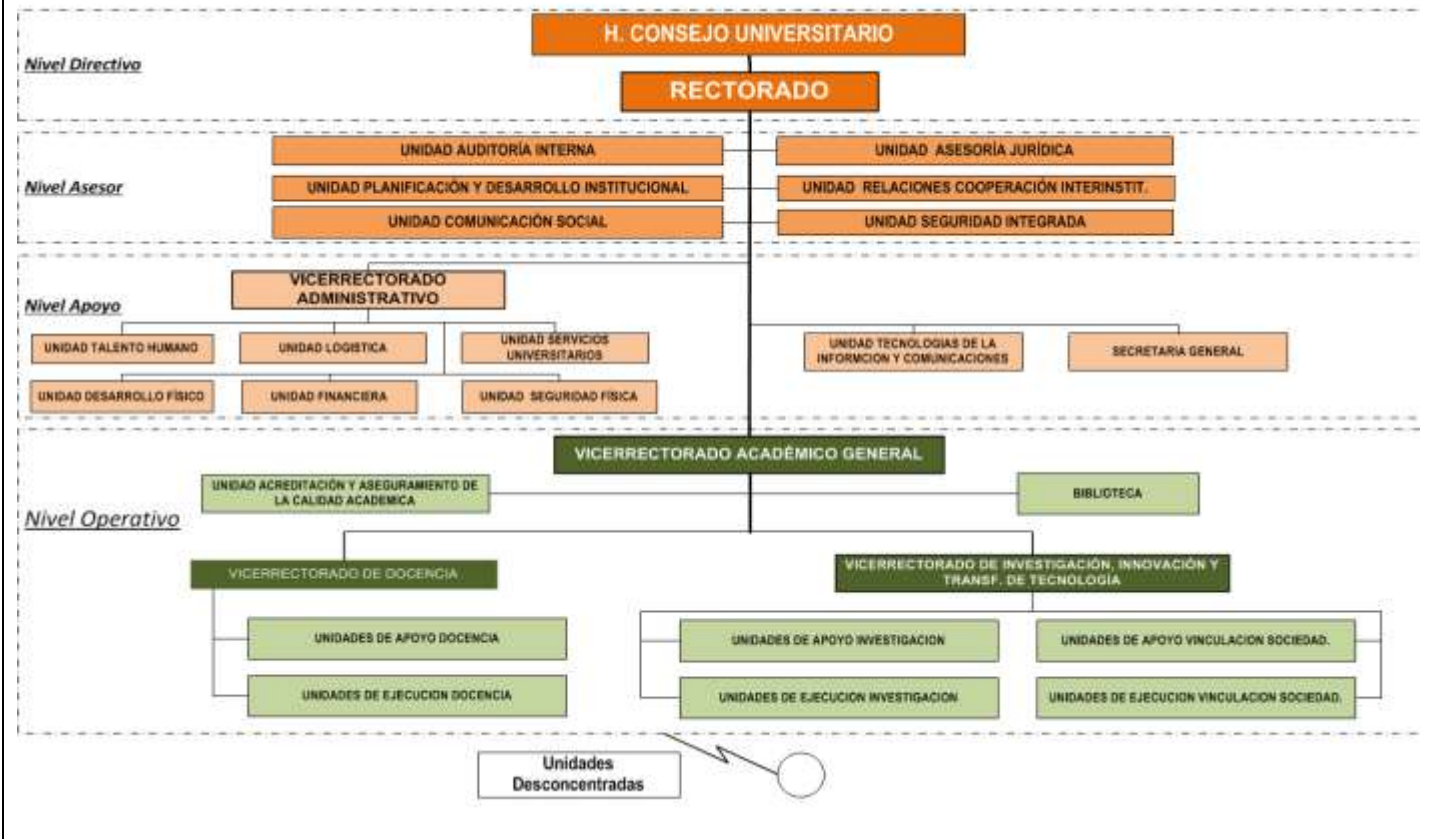 H. CONSEJO UNIVERSITARIO
Nivel Directivo
RECTORADO
UNIDAD AUDITORÍA INTERNA
UNIDAD ASESORÍA JURÍDICA
Nivel Asesor
UNIDAD PLANIFICACIÓN Y DESARROLLO INSTITUCIONAL
UNIDAD RELACIONES COOPERACIÓN INTERINSTIT.
UNIDAD COMUNICACIÓN SOCIAL
UNIDAD SEGURIDAD INTEGRADA
VICERRECTORADO
ADMINISTRATIVO
Nivel Apoyo
UNIDAD TALENTO HUMANO
UNIDAD LOGISTICA
UNIDAD SERVICIOS
UNIVERSITARIOS
UNIDAD TECNOLOGIAS DE LA
INFORMCION Y COMUNICACIONES
SECRETARIA GENERAL
UNIDAD DESARROLLO FÍSICO
UNIDAD FINANCIERA
UNIDAD SEGURIDAD FÍSICA
VICERRECTORADO ACADÉMICO GENERAL
UNIDAD ACREDITACIÓN Y ASEGURAMIENTO DE
LA CALIDAD ACADEMICA
BIBLIOTECA
Nivel Operativo
VICERRECTORADO DE DOCENCIA
VICERRECTORADO DE INVESTIGACIÓN, INNOVACIÓN Y
TRANSF. DE TECNOLOGÍA
UNIDADES DE APOYO DOCENCIA
UNIDADES DE APOYO INVESTIGACION
UNIDADES DE APOYO VINCULACION SOCIEDAD.
UNIDADES DE EJECUCION DOCENCIA
UNIDADES DE EJECUCION INVESTIGACION
UNIDADES DE EJECUCION VINCULACION SOCIEDAD.
Unidades
Desconcentradas